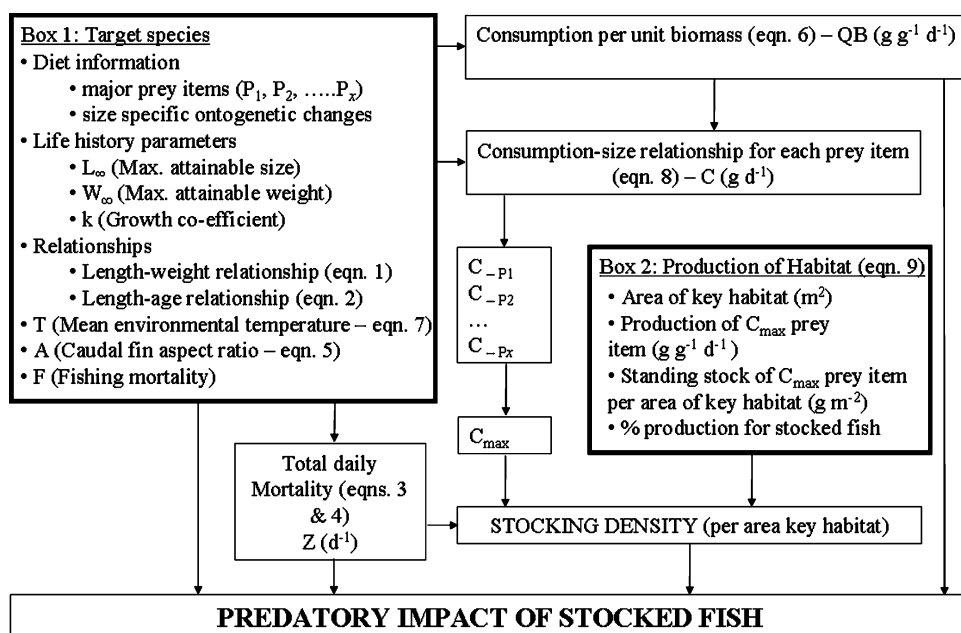 Box 1: Target species
• Diet information
• major prey items (P1, P2, …..Px)
• size specific ontogenetic changes
• Life history parameters
• L∞ (Max. attainable size)
• W∞ (Max. attainable weight)
• k (Growth co-efficient)
• Relationships
• Length-weight relationship (eqn. 1)
• Length-age relationship (eqn. 2)
• T (Mean environmental temperature – eqn. 7)
• A (Caudal fin aspect ratio – eqn. 5)
• F (Fishing mortality)
Consumption per unit biomass (eqn. 6) – QB (g g-1 d-1)
Consumption-size relationship for each prey item
(eqn. 8) – C (g d-1)
C –P1
C –P2
…
C –Px
Cmax
Box 2: Production of Habitat (eqn. 9)
• Area of key habitat (m2)
• Production of Cmax prey
item (g g-1 d-1)
• Standing stock of Cmax prey item
per area of key habitat (g m-2)
• % production for stocked fish
Total daily
Mortality (eqns. 3
& 4)
Z (d-1)
STOCKING DENSITY (per area key habitat)
PREDATORY IMPACT OF STOCKED FISH